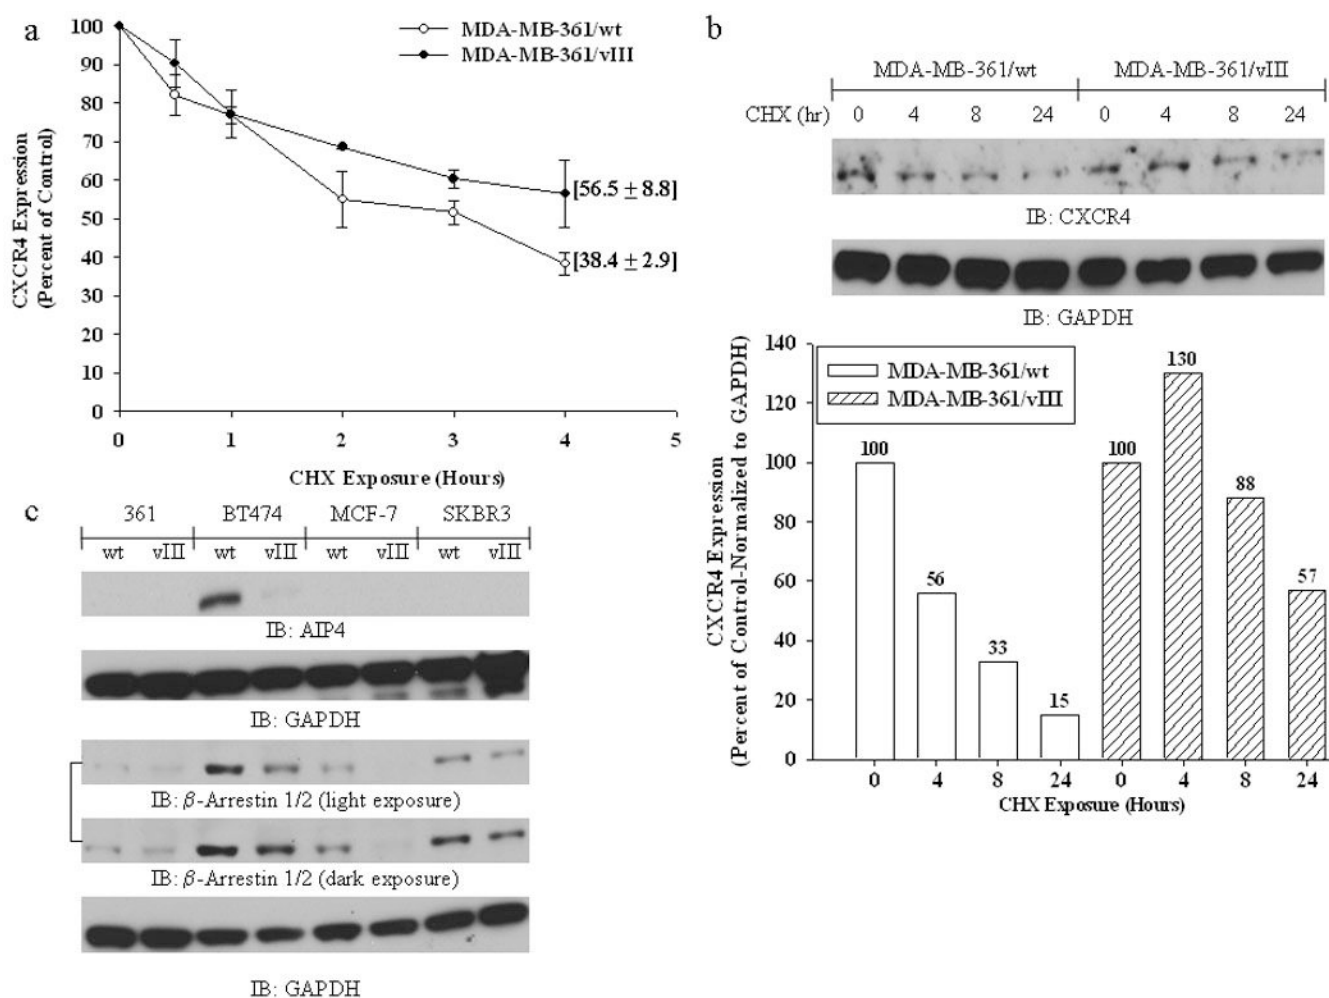 a
100
90
80
70
60
50
40
30
20
10
0
CXCR4 Expression
(Percent of Control)
MDA-MB-361/wt
MDA-MB-361/vIII
[56.5 ± 8.8]
[38.4 ± 2.9]
0 1 2 3 4 5
CHX Exposure (Hours)
b
MDA-MB-361/wt MDA-MB-361/vIII
CHX (hr) 0 4 8 24 0 4 8 24
IB: CXCR4
IB: GAPDH
140
120
100
80
60
40
20
0
CXCR4 Expression
(Percent of Control-Normalized to GAPDH)
MDA-MB-361/wt
MDA-MB-361/vIII
100 56 33 15 100 130 88 57
0 4 8 24 0 4 8 24
CHX Exposure (Hours)
c
361 BT474 MCF-7 SKBR3
wt vIII wt vIII wt vIII wt vIII
IB: AIP4
IB: GAPDH
IB: β-Arrestin 1/2 (light exposure)
IB: β-Arrestin 1/2 (dark exposure)
IB: GAPDH